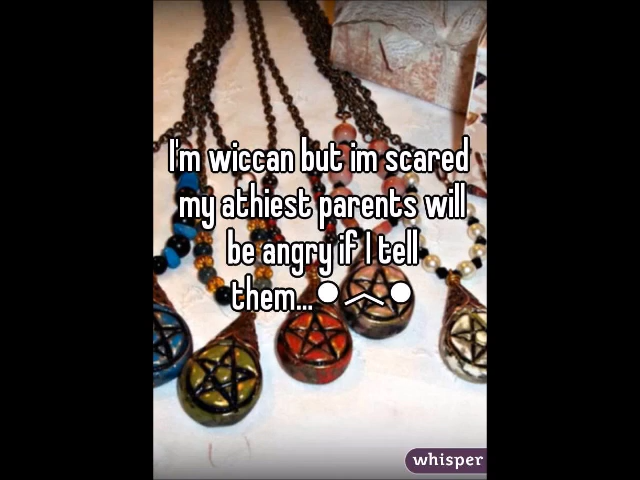 I'm wiccan but im scared
my athiest parents will
be angry if I tell
them...●︿●
whisper